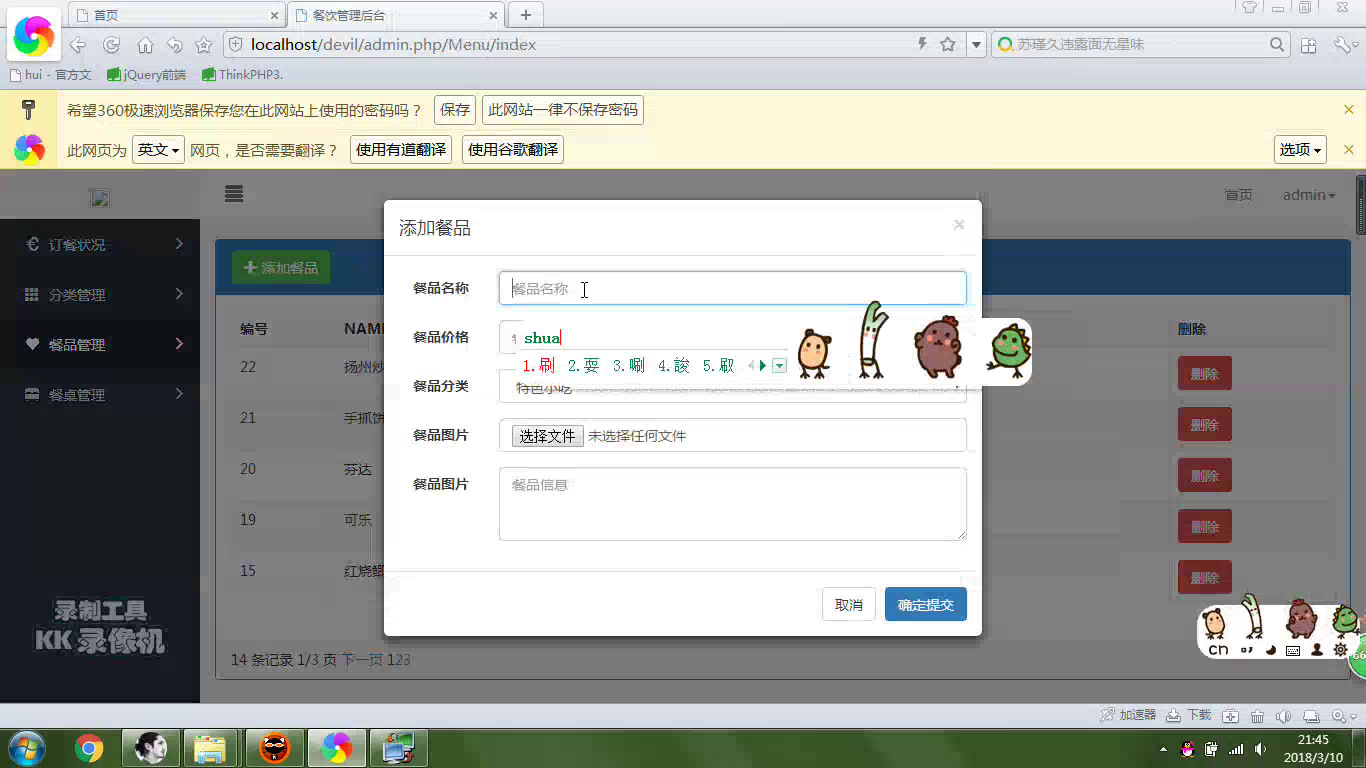 首页
餐饮管理后台
localhost/devil/admin.php/Menu/index
苏瑾久违露面无星味
hui - 官方文
jQuery前端
ThinkPHP3.
希望360极速浏览器保存您在此网站上使用的密码吗？ 保存 此网站一律不保存密码
此网页为 英文 网页，是否需要翻译？ 使用有道翻译 使用谷歌翻译 选项
首页 admin
订餐状况
分类管理
餐品管理
餐桌管理
添加餐品
编号 NAM 删除
22 扬州炒 删除
21 手抓饼 删除
20 芬达 删除
19 可乐 删除
15 红烧鲫 删除
14 条记录 1/3 页 下一页 123
添加餐品 ×
餐品名称 餐品名称
餐品价格
shua
1.刷 2.耍 3.唰 4.誜
餐品分类 特色小吃
餐品图片 选择文件 未选择任何文件
餐品图片 餐品信息
取消 确定提交
录制工具
KK 录像机
cn
66
加速器 下载
21:45
2018/3/10